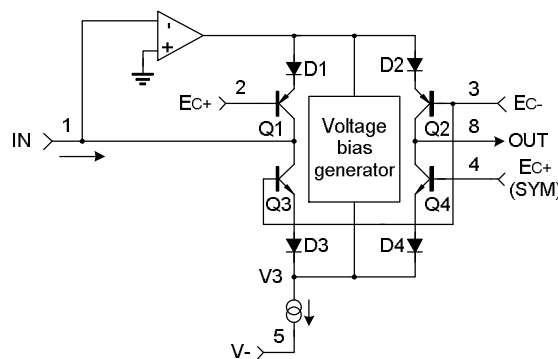 -
+
D1
D2
2
3
EC+
EC-
Q1
Q2
1
IN
Voltage
bias
generator
8
OUT
4
EC+
(SYM)
Q3
Q4
D3
D4
V3
5
V-